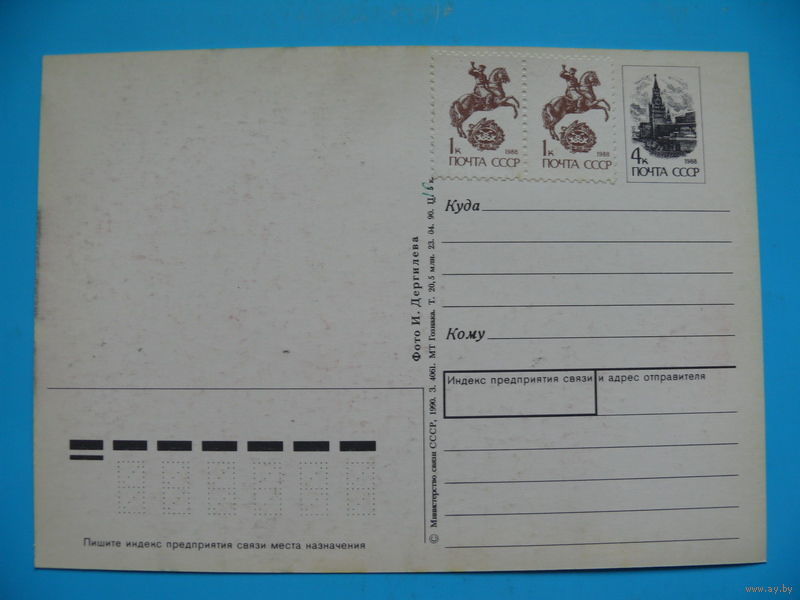 1к 1988
ПОЧТА СССР
1к 1988
ПОЧТА СССР
4к 1988
ПОЧТА СССР
Куда
Кому
Индекс предприятия связи и адрес отправителя
Фото И. Дергилева
© Министерство связи СССР, 1990. З. 4061. МТ Гознака. Т. 20,5 млн. 23. 04. 90. Ц.
Пишите индекс предприятия связи места назначения
www.ay.by